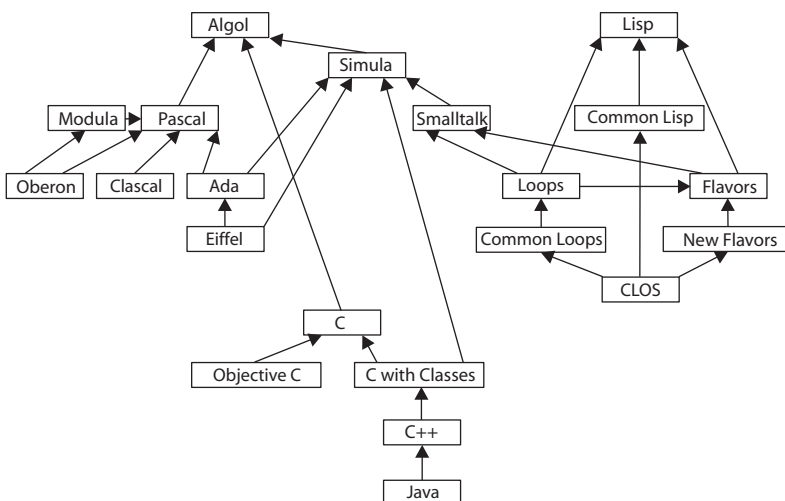 Algol
Lisp
Simula
Modula
Pascal
Smalltalk
Common Lisp
Oberon
Clascal
Ada
Loops
Flavors
Eiffel
Common Loops
New Flavors
CLOS
C
Objective C
C with Classes
C++
Java